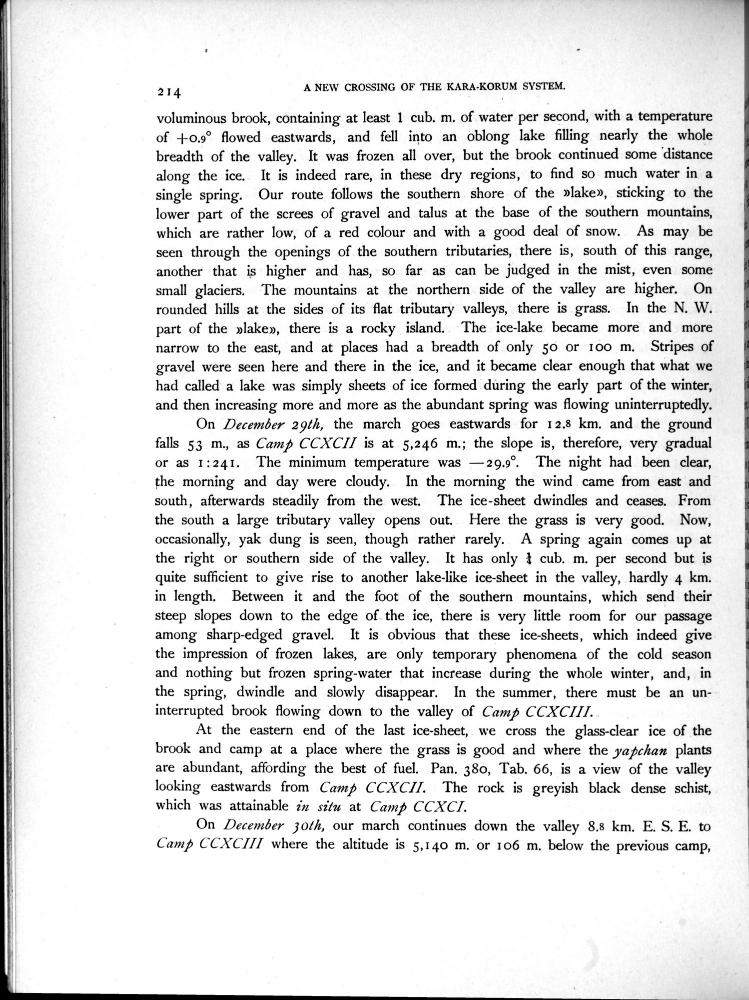 214
A NEW CROSSING OF THE KARA-KORUM SYSTEM.
voluminous brook, containing at least 1 cub. m. of water per second, with a temperature
of +0.9° flowed eastwards, and fell into an oblong lake filling nearly the whole
breadth of the valley. It was frozen all over, but the brook continued some distance
along the ice. It is indeed rare, in these dry regions, to find so much water in a
single spring. Our route follows the southern shore of the »lake», sticking to the
lower part of the screes of gravel and talus at the base of the southern mountains,
which are rather low, of a red colour and with a good deal of snow. As may be
seen through the openings of the southern tributaries, there is, south of this range,
another that is higher and has, so far as can be judged in the mist, even some
small glaciers. The mountains at the northern side of the valley are higher. On
rounded hills at the sides of its flat tributary valleys, there is grass. In the N. W.
part of the »lake», there is a rocky island. The ice-lake became more and more
narrow to the east, and at places had a breadth of only 50 or 100 m. Stripes of
gravel were seen here and there in the ice, and it became clear enough that what we
had called a lake was simply sheets of ice formed during the early part of the winter,
and then increasing more and more as the abundant spring was flowing uninterruptedly.
On December 29th, the march goes eastwards for 12.8 km. and the ground
falls 53 m., as Camp CCXCII is at 5,246 m.; the slope is, therefore, very gradual
or as 1:241. The minimum temperature was —29.9°. The night had been clear,
the morning and day were cloudy. In the morning the wind came from east and
south, afterwards steadily from the west. The ice-sheet dwindles and ceases. From
the south a large tributary valley opens out. Here the grass is very good. Now,
occasionally, yak dung is seen, though rather rarely. A spring again comes up at
the right or southern side of the valley. It has only cub. m. per second but is
quite sufficient to give rise to another lake-like ice-sheet in the valley, hardly 4 km.
in length. Between it and the foot of the southern mountains, which send their
steep slopes down to the edge of the ice, there is very little room for our passage
among sharp-edged gravel. It is obvious that these ice-sheets, which indeed give
the impression of frozen lakes, are only temporary phenomena of the cold season
and nothing but frozen spring-water that increase during the whole winter, and, in
the spring, dwindle and slowly disappear. In the summer, there must be an un-
interrupted brook flowing down to the valley of Camp CCXCIII.
At the eastern end of the last ice-sheet, we cross the glass-clear ice of the
brook and camp at a place where the grass is good and where the yapchan plants
are abundant, affording the best of fuel. Pan. 380, Tab. 66, is a view of the valley
looking eastwards from Camp CCXCII. The rock is greyish black dense schist,
which was attainable in situ at Camp CCXCI.
On December 30th, our march continues down the valley 8.8 km. E. S. E. to
Camp CCXCIII where the altitude is 5,140 m. or 106 m. below the previous camp,